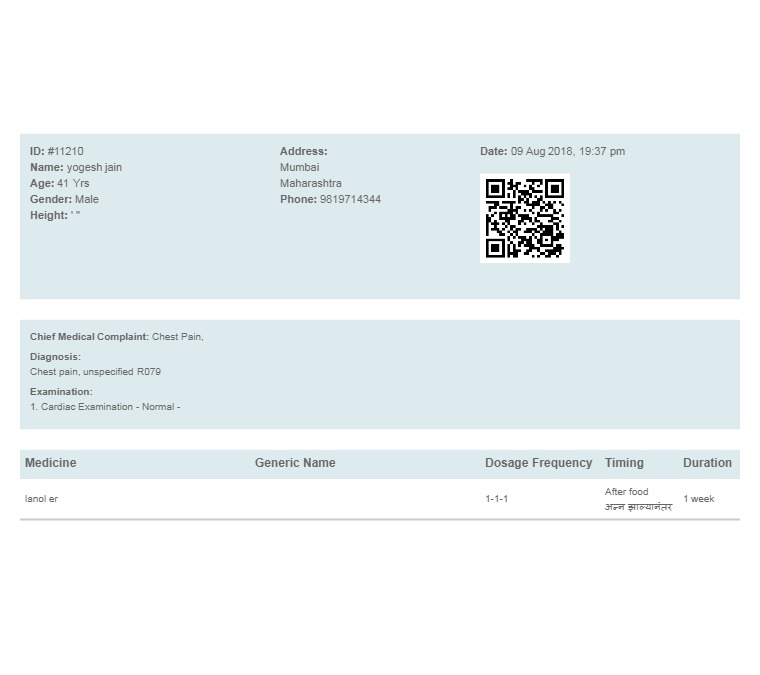 ID: #11210
Name: yogesh jain
Age: 41 Yrs
Gender: Male
Height: ' "
Address:
Mumbai
Maharashtra
Phone: 9819714344
Date: 09 Aug 2018, 19:37 pm
Chief Medical Complaint: Chest Pain,
Diagnosis:
Chest pain, unspecified R079
Examination:
1. Cardiac Examination - Normal -
Medicine Generic Name Dosage Frequency Timing Duration
lanol er 1-1-1 After food 1 week
अन्न झाल्यानंतर